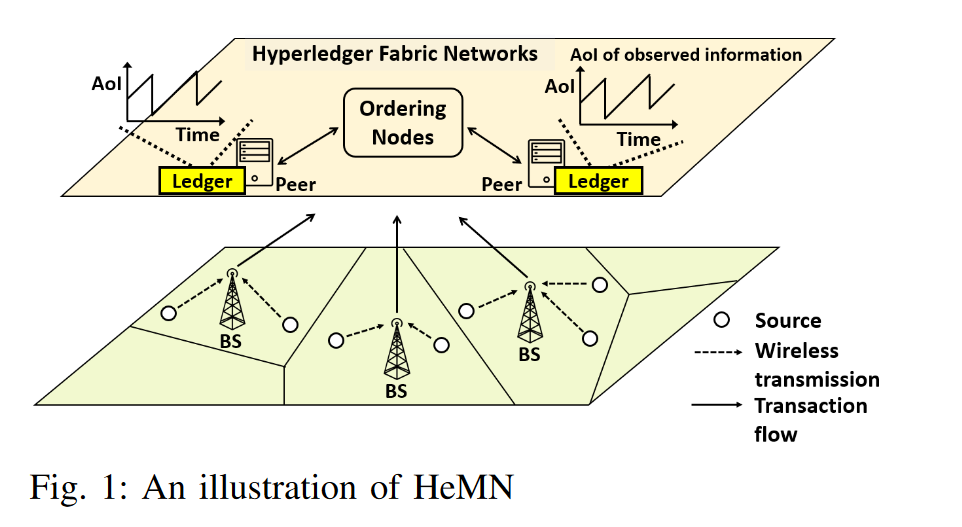 Hyperledger Fabric Networks
AoI of observed information
AoI
Time
Ordering
Nodes
AoI
Time
Ledger
Peer
Peer
Ledger
BS
BS
BS
Source
Wireless
transmission
Transaction
flow
Fig. 1: An illustration of HeMN